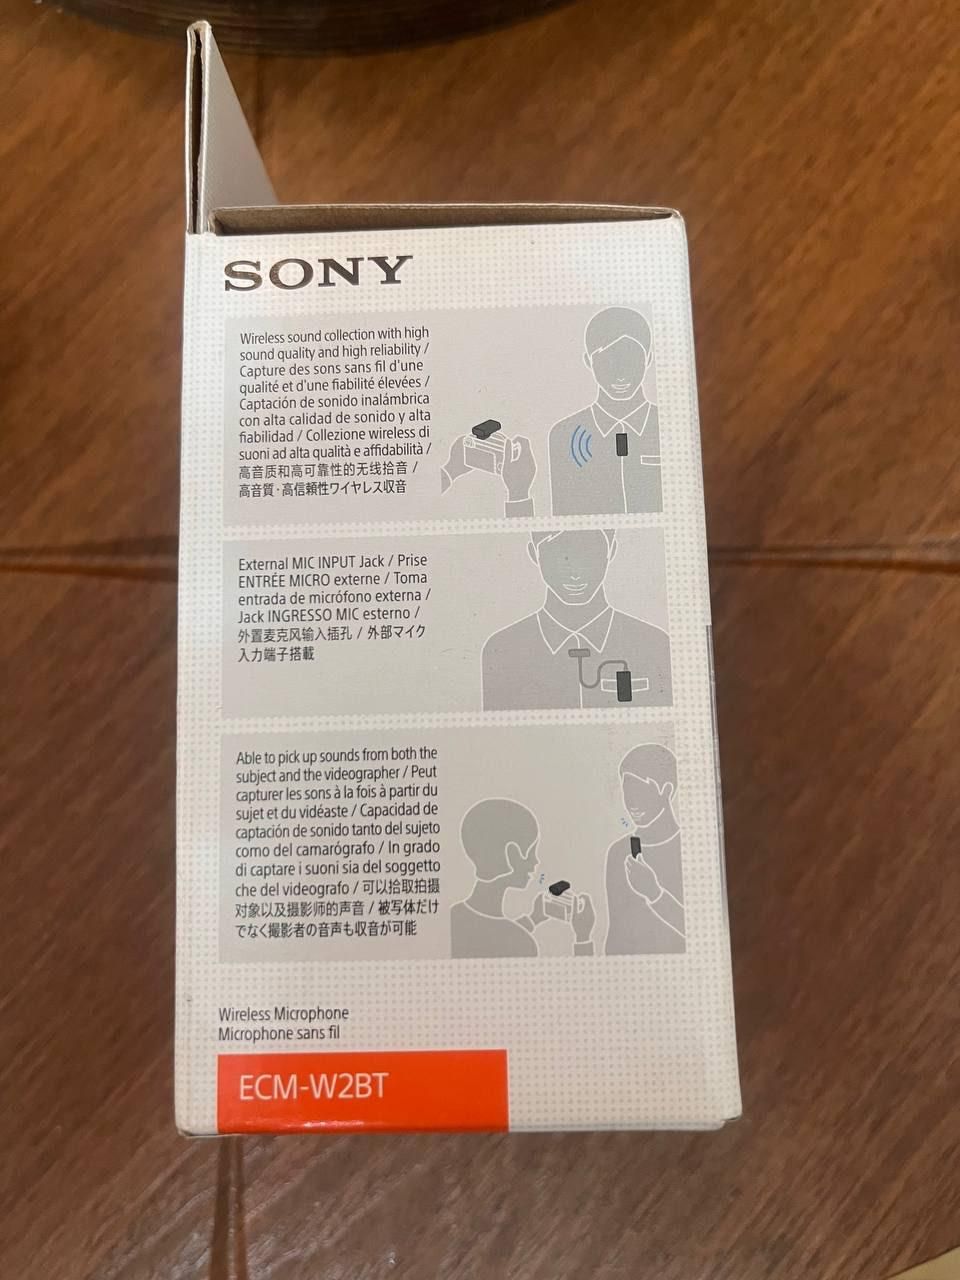 SONY
Wireless sound collection with high
sound quality and high reliability /
Capture des sons sans fil d'une
qualité et d'une fiabilité élevées /
Captación de sonido inalámbrica
con alta calidad de sonido y alta
fiabilidad / Collezione wireless di
suoni ad alta qualità e affidabilità /
高音质和高可靠性的无线拾音 /
高音質・高信頼性ワイヤレス収音
External MIC INPUT Jack / Prise
ENTRÉE MICRO externe / Toma
entrada de micrófono externa /
Jack INGRESSO MIC esterno /
外置麦克风输入插孔 / 外部マイク
入力端子搭載
Able to pick up sounds from both the
subject and the videographer / Peut
capturer les sons à la fois à partir du
sujet et du vidéaste / Capacidad de
captación de sonido tanto del sujeto
como del camarógrafo / In grado
di captare i suoni sia del soggetto
che del videografo / 可以拾取拍摄
对象以及摄影师的声音 / 被写体だけ
でなく撮影者の音声も収音が可能
Wireless Microphone
Microphone sans fil
ECM-W2BT